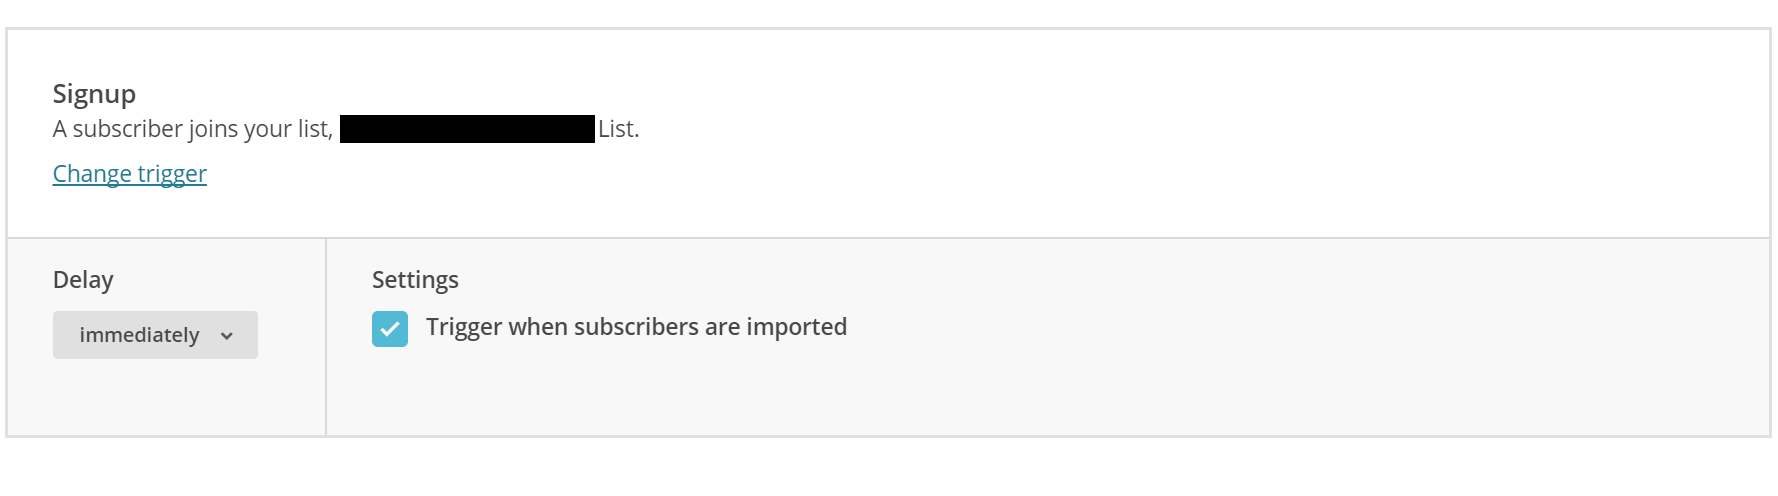 Signup
A subscriber joins your list, List.
Change trigger
Delay
immediately
Settings
Trigger when subscribers are imported